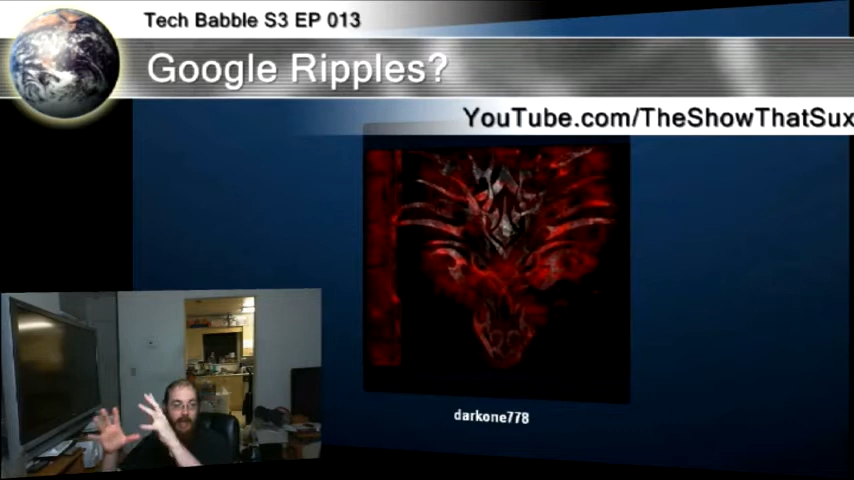 Tech Babble S3 EP 013
Google Ripples?
YouTube.com/TheShowThatSux
darkone778